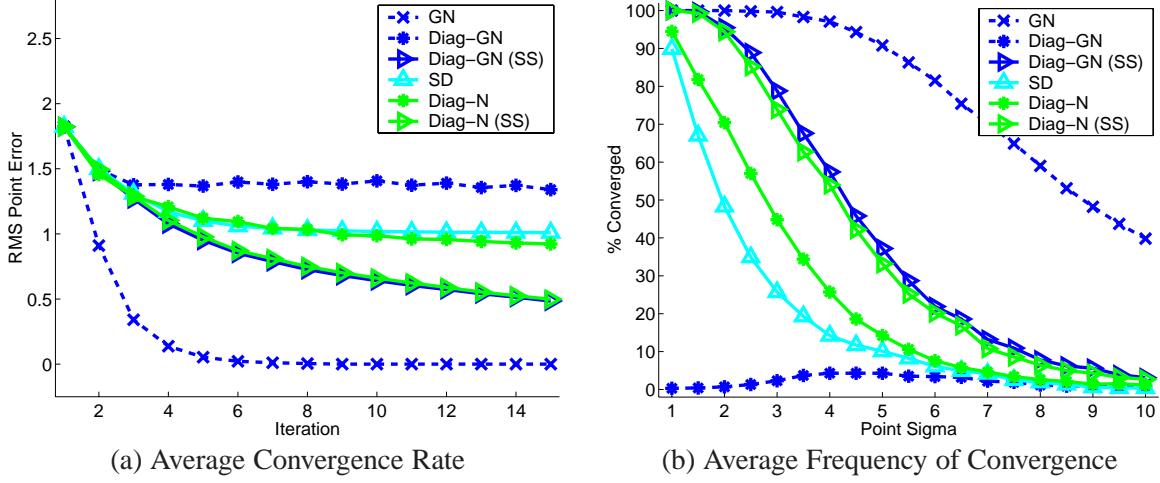 2.5
2
1.5
1
0.5
0
RMS Point Error
2 4 6 8 10 12 14
Iteration
GN
Diag-GN
Diag-GN (SS)
SD
Diag-N
Diag-N (SS)
(a) Average Convergence Rate
100
90
80
70
60
50
40
30
20
10
0
% Converged
1 2 3 4 5 6 7 8 9 10
Point Sigma
GN
Diag-GN
Diag-GN (SS)
SD
Diag-N
Diag-N (SS)
(b) Average Frequency of Convergence